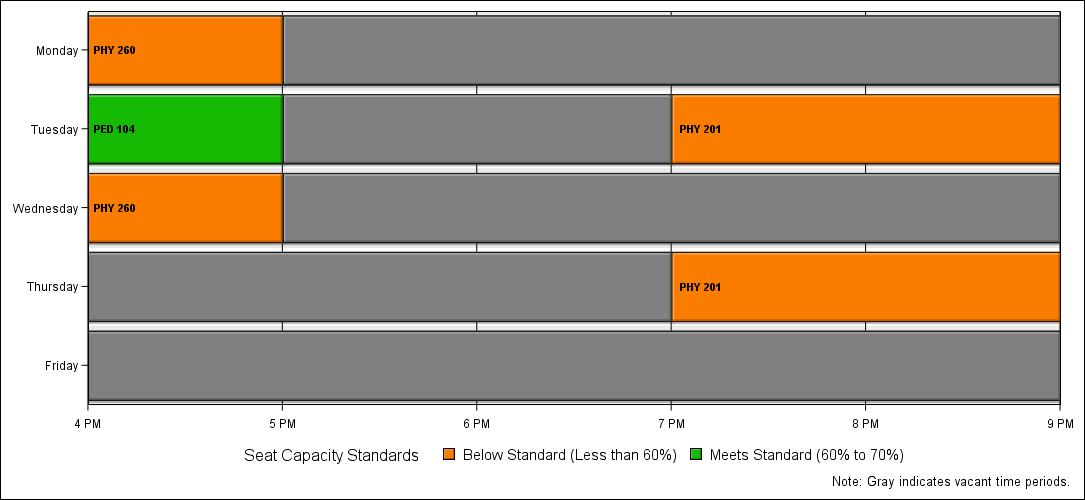 Monday PHY 260
Tuesday PED 104 PHY 201
Wednesday PHY 260
Thursday PHY 201
Friday
4 PM 5 PM 6 PM 7 PM 8 PM 9 PM
Seat Capacity Standards Below Standard (Less than 60%) Meets Standard (60% to 70%)
Note: Gray indicates vacant time periods.